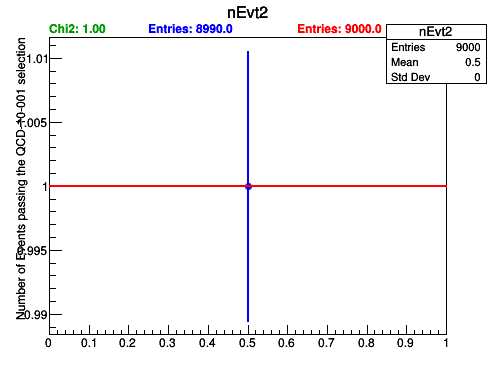 nEvt2
Chi2: 1.00 Entries: 8990.0 Entries: 9000.0
nEvt2
Entries 9000
Mean 0.5
Std Dev 0
Number of Events passing the QCD-10-001 selection
1.01
1.005
1
0.995
0.99
0 0.1 0.2 0.3 0.4 0.5 0.6 0.7 0.8 0.9 1